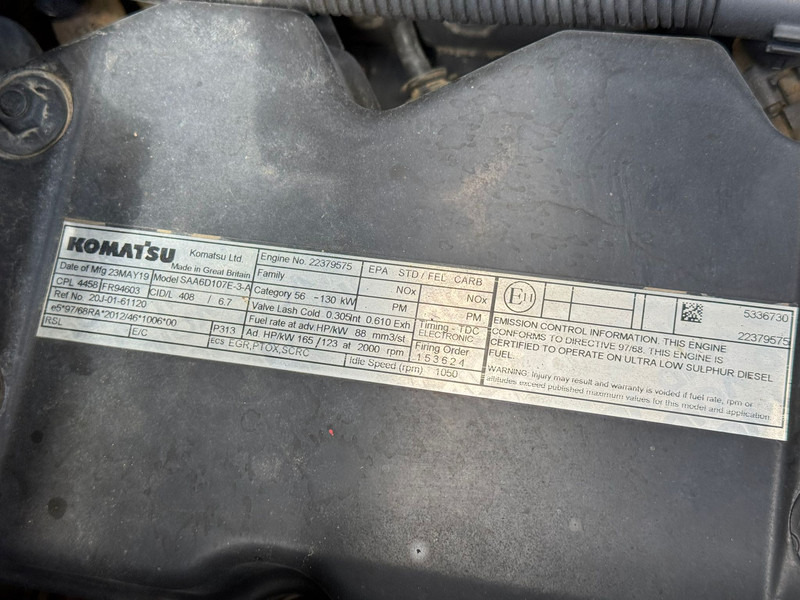 KOMATSU Komatsu Ltd.
Made in Great Britain
Date of Mfg 23MAY19 Model SAA6D107E-3-A
CPL 4458 FR94603 CID/L 408 / 6.7
Ref No 20J-01-61120
e5*97/68RA*2012/46*1006*00
RSL E/C P313
Engine No. 22379575
Family
Category 56 -130 kW
Valve Lash Cold 0.305Int 0.610 Exh
Fuel rate at adv.HP/kW 88 mm3/st
Ad. HP/kW 165 /123 at 2000 rpm
Ecs EGR,PTOX,SCRC
Idle Speed (rpm) 1050
EPA STD / FEL CARB
NOx NOx
PM PM
Timing - TDC
ELECTRONIC
Firing Order
1 5 3 6 2 4
E11
5336730
22379575
EMISSION CONTROL INFORMATION. THIS ENGINE
CONFORMS TO DIRECTIVE 97/68. THIS ENGINE IS
CERTIFIED TO OPERATE ON ULTRA LOW SULPHUR DIESEL
FUEL.
WARNING: Injury may result and warranty is voided if fuel rate, rpm or
altitudes exceed published maximum values for this model and application.